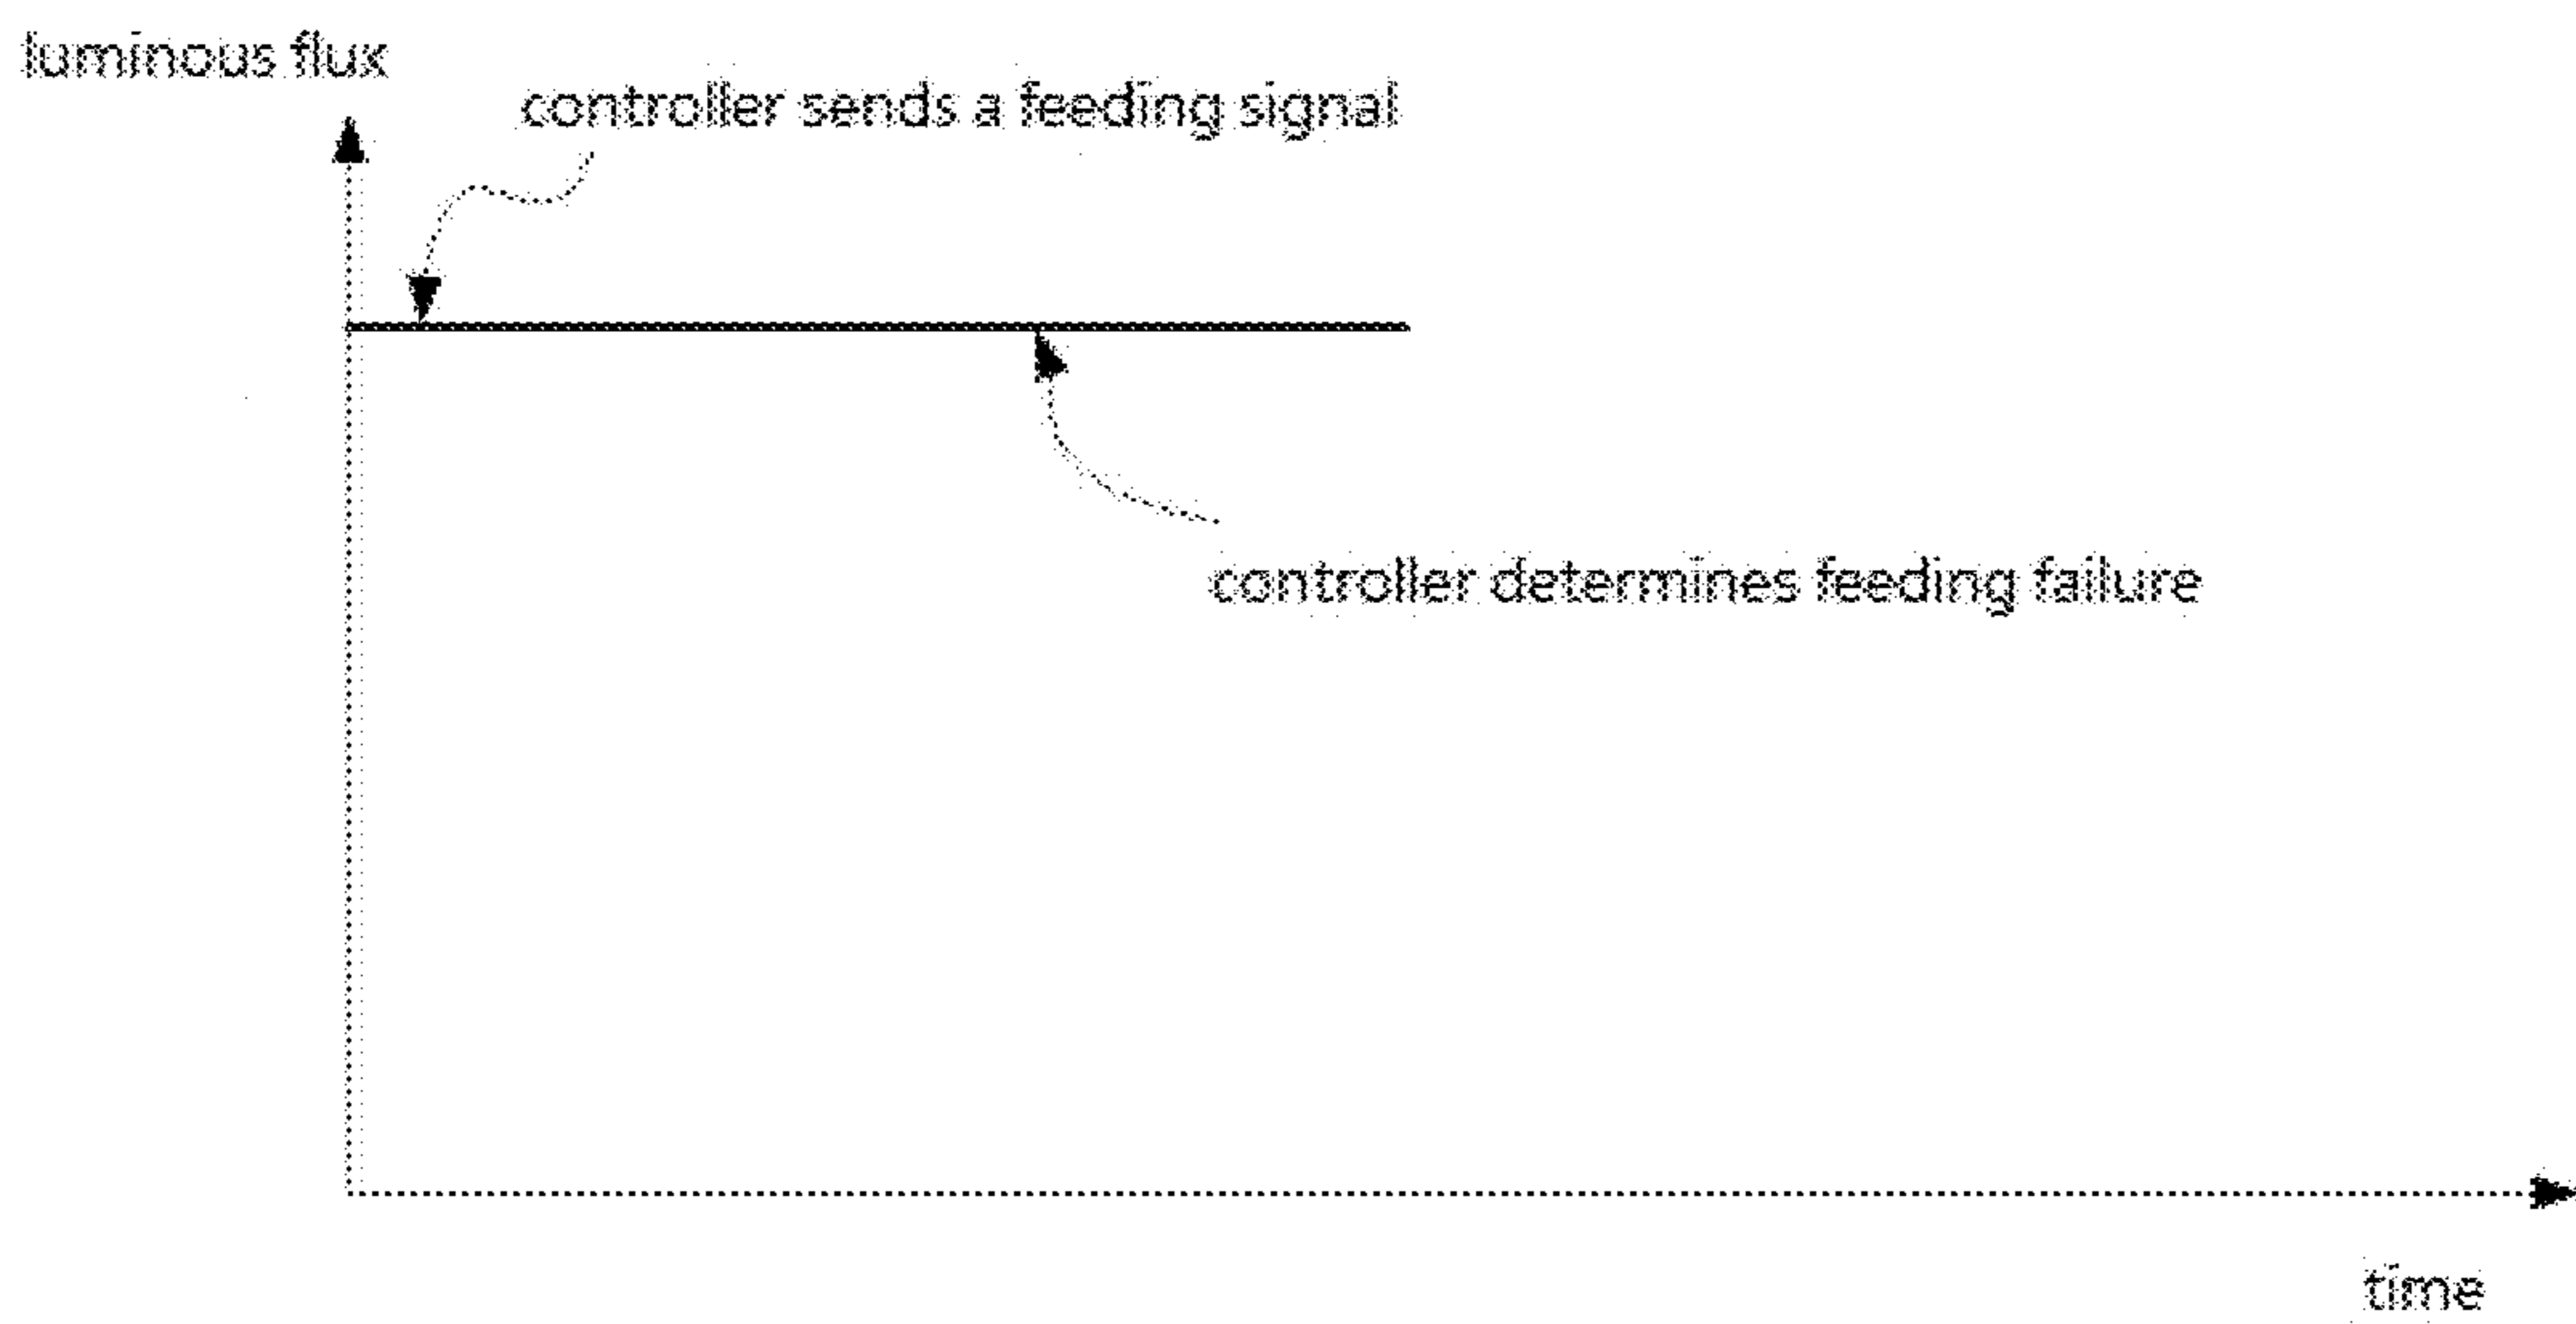 luminous flux
controller sends a feeding signal
controller determines feeding failure
time